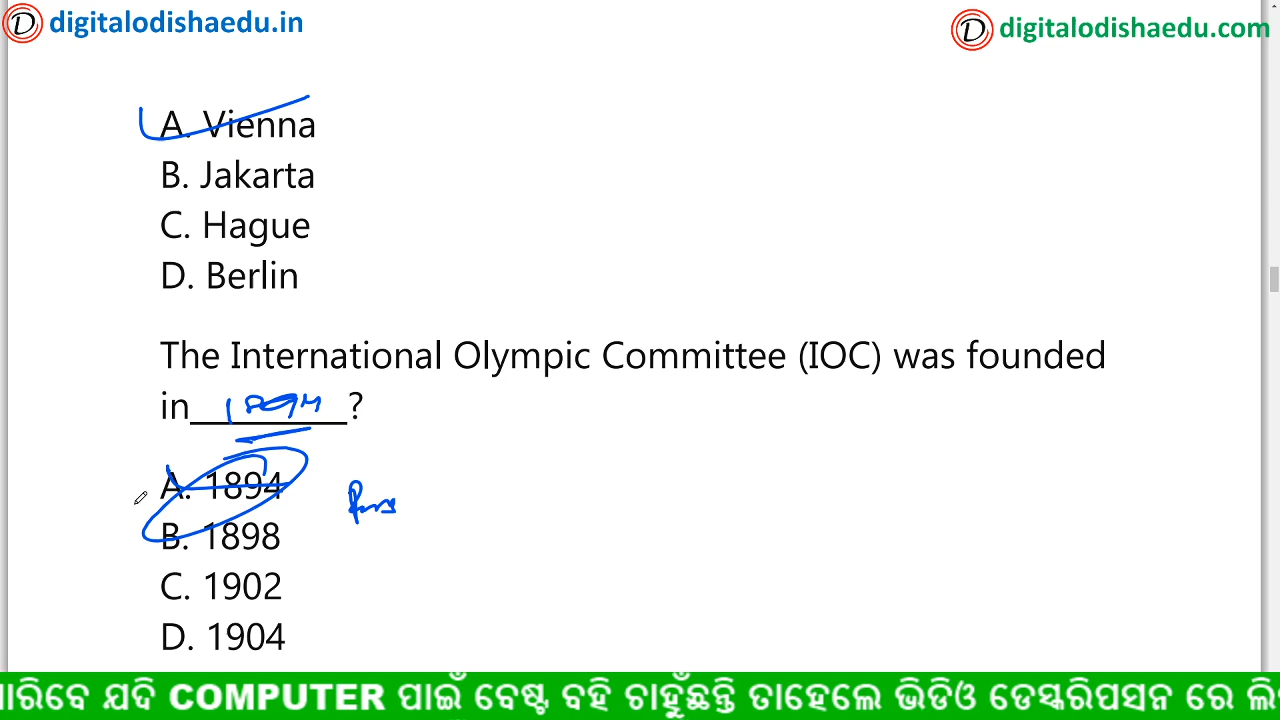 digitalodishaedu.in
digitalodishaedu.com
A. Vienna
B. Jakarta
C. Hague
D. Berlin
The International Olympic Committee (IOC) was founded
in 1894 ?
A. 1894
B. 1898
C. 1902
D. 1904
ଯଦି COMPUTER ପାଇଁ ବେଷ୍ଟ ବହି ଚାହୁଁଛନ୍ତି ତାହେଲେ ଭିଡିଓ ଡେସ୍କରିପସନ ରେ